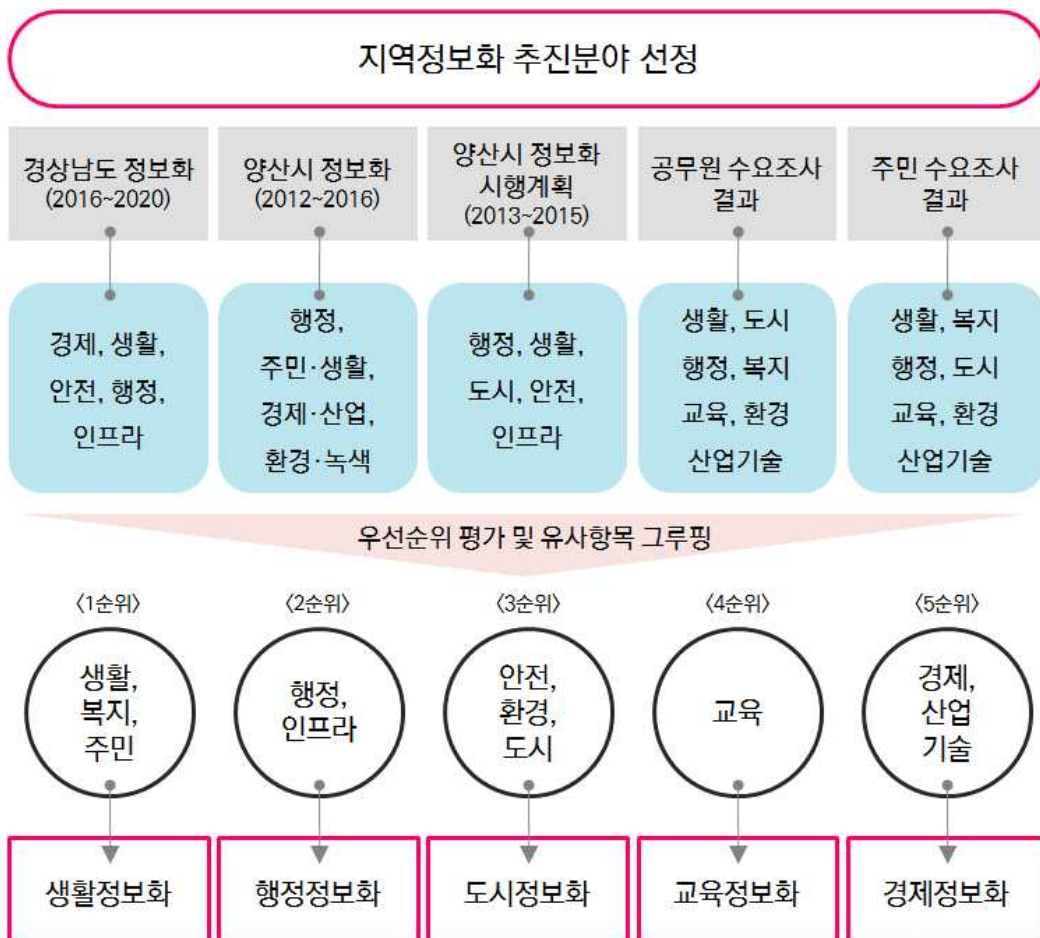 지역정보화 추진분야 선정
경상남도 정보화
(2016~2020)
양산시 정보화
(2012~2016)
양산시 정보화
시행계획
(2013~2015)
공무원 수요조사
결과
주민 수요조사
결과
경제, 생활,
안전, 행정,
인프라
행정,
주민·생활,
경제·산업,
환경·녹색
행정, 생활,
도시, 안전,
인프라
생활, 도시
행정, 복지
교육, 환경
산업기술
생활, 복지
행정, 도시
교육, 환경
산업기술
우선순위 평가 및 유사항목 그루핑
〈1순위〉
〈2순위〉
〈3순위〉
〈4순위〉
〈5순위〉
생활,
복지,
주민
행정,
인프라
안전,
환경,
도시
교육
경제,
산업
기술
생활정보화
행정정보화
도시정보화
교육정보화
경제정보화